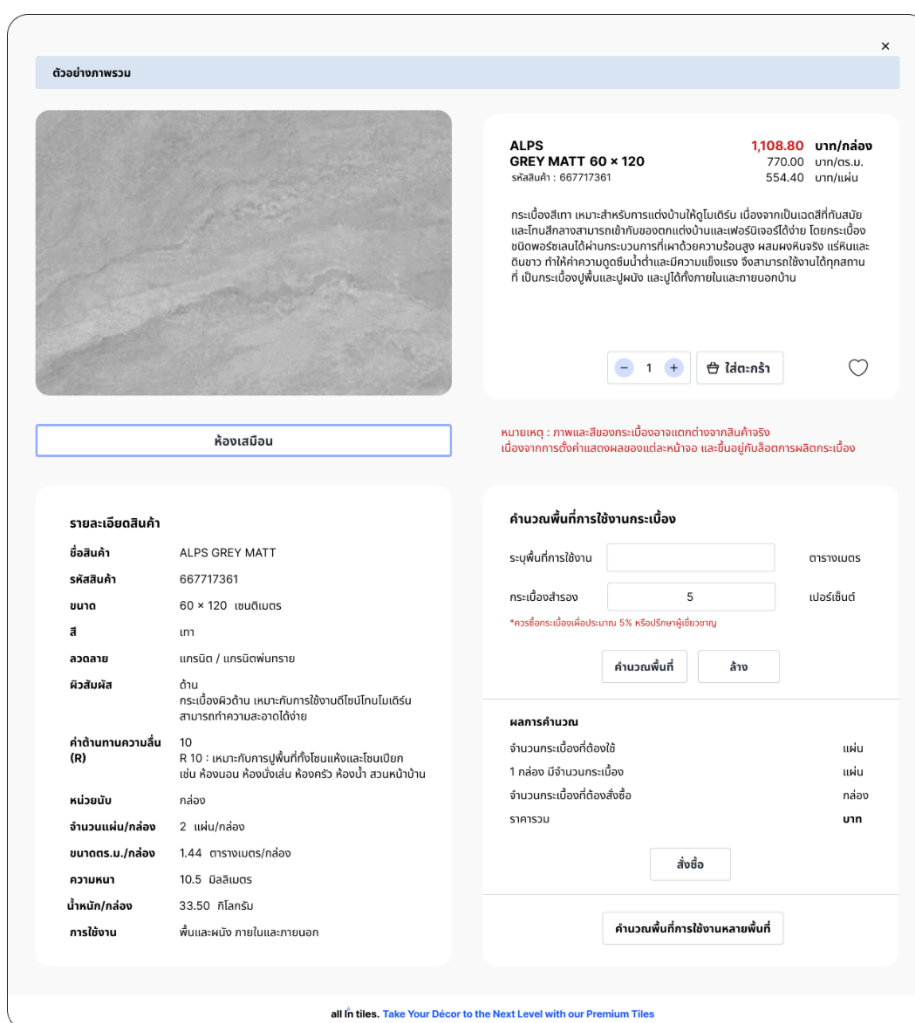 ×
ตัวอย่างภาพรวม
ALPS
GREY MATT 60 × 120
รหัสสินค้า : 667717361
1,108.80 บาท/กล่อง
770.00 บาท/ตร.ม.
554.40 บาท/แผ่น
กระเบื้องสีเทา เหมาะสำหรับการแต่งบ้านให้ดูโมเดิร์น เนื่องจากเป็นเฉดสีที่ทันสมัย
และโทนสีกลางสามารถเข้ากับของตกแต่งบ้านและเฟอร์นิเจอร์ได้ง่าย โดยกระเบื้อง
ชนิดพอร์ซเลนได้ผ่านกระบวนการที่เผาด้วยความร้อนสูง ผสมผงหินจริง แร่หินและ
ดินขาว ทำให้ค่าความดูดซึมน้ำต่ำและมีความแข็งแรง จึงสามารถใช้งานได้ทุกสถาน
ที่ เป็นกระเบื้องปูพื้นและปูผนัง และปูได้ทั้งภายในและภายนอกบ้าน
− 1 + ใส่ตะกร้า
ห้องเสมือน
หมายเหตุ : ภาพและสีของกระเบื้องอาจแตกต่างจากสินค้าจริง
เนื่องจากการตั้งค่าแสดงผลของแต่ละหน้าจอ และขึ้นอยู่กับล็อตการผลิตกระเบื้อง
รายละเอียดสินค้า
ชื่อสินค้า ALPS GREY MATT
รหัสสินค้า 667717361
ขนาด 60 × 120 เซนติเมตร
สี เทา
ลวดลาย แกรนิต / แกรนิตพ่นทราย
ผิวสัมผัส ด้าน
กระเบื้องผิวด้าน เหมาะกับการใช้งานดีไซน์โทนโมเดิร์น
สามารถทำความสะอาดได้ง่าย
ค่าต้านทานความลื่น 10
(R) R 10 : เหมาะกับการปูพื้นที่ทั้งโซนแห้งและโซนเปียก
เช่น ห้องนอน ห้องนั่งเล่น ห้องครัว ห้องน้ำ สวนหน้าบ้าน
หน่วยนับ กล่อง
จำนวนแผ่น/กล่อง 2 แผ่น/กล่อง
ขนาดตร.ม./กล่อง 1.44 ตารางเมตร/กล่อง
ความหนา 10.5 มิลลิเมตร
น้ำหนัก/กล่อง 33.50 กิโลกรัม
การใช้งาน พื้นและผนัง ภายในและภายนอก
คำนวณพื้นที่การใช้งานกระเบื้อง
ระบุพื้นที่การใช้งาน ตารางเมตร
กระเบื้องสำรอง 5 เปอร์เซ็นต์
*ควรซื้อกระเบื้องเผื่อประมาณ 5% หรือปรึกษาผู้เชี่ยวชาญ
คำนวณพื้นที่ ล้าง
ผลการคำนวณ
จำนวนกระเบื้องที่ต้องใช้ แผ่น
1 กล่อง มีจำนวนกระเบื้อง แผ่น
จำนวนกระเบื้องที่ต้องสั่งซื้อ กล่อง
ราคารวม บาท
สั่งซื้อ
คำนวณพื้นที่การใช้งานหลายพื้นที่
all in tiles. Take Your Décor to the Next Level with our Premium Tiles